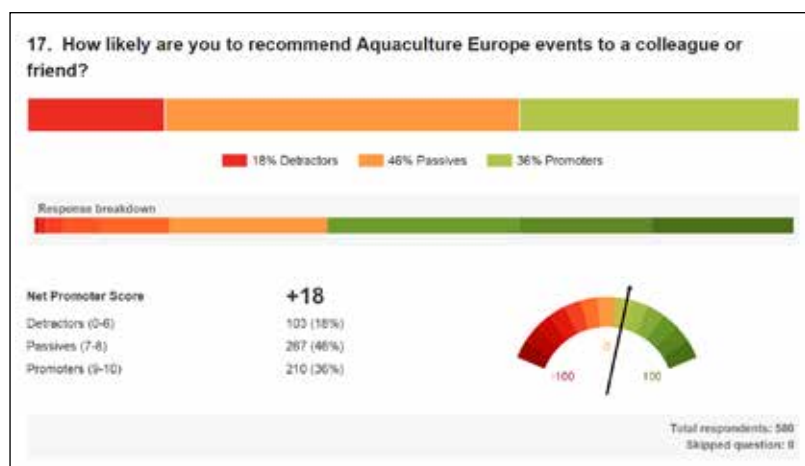 17. How likely are you to recommend Aquaculture Europe events to a colleague or
friend?
18% Detractors 46% Passives 36% Promoters
Response breakdown
Net Promoter Score +18
Detractors (0-6) 103 (18%)
Passives (7-8) 267 (46%)
Promoters (9-10) 210 (36%)
0
-100 100
Total respondents: 580
Skipped question: 0